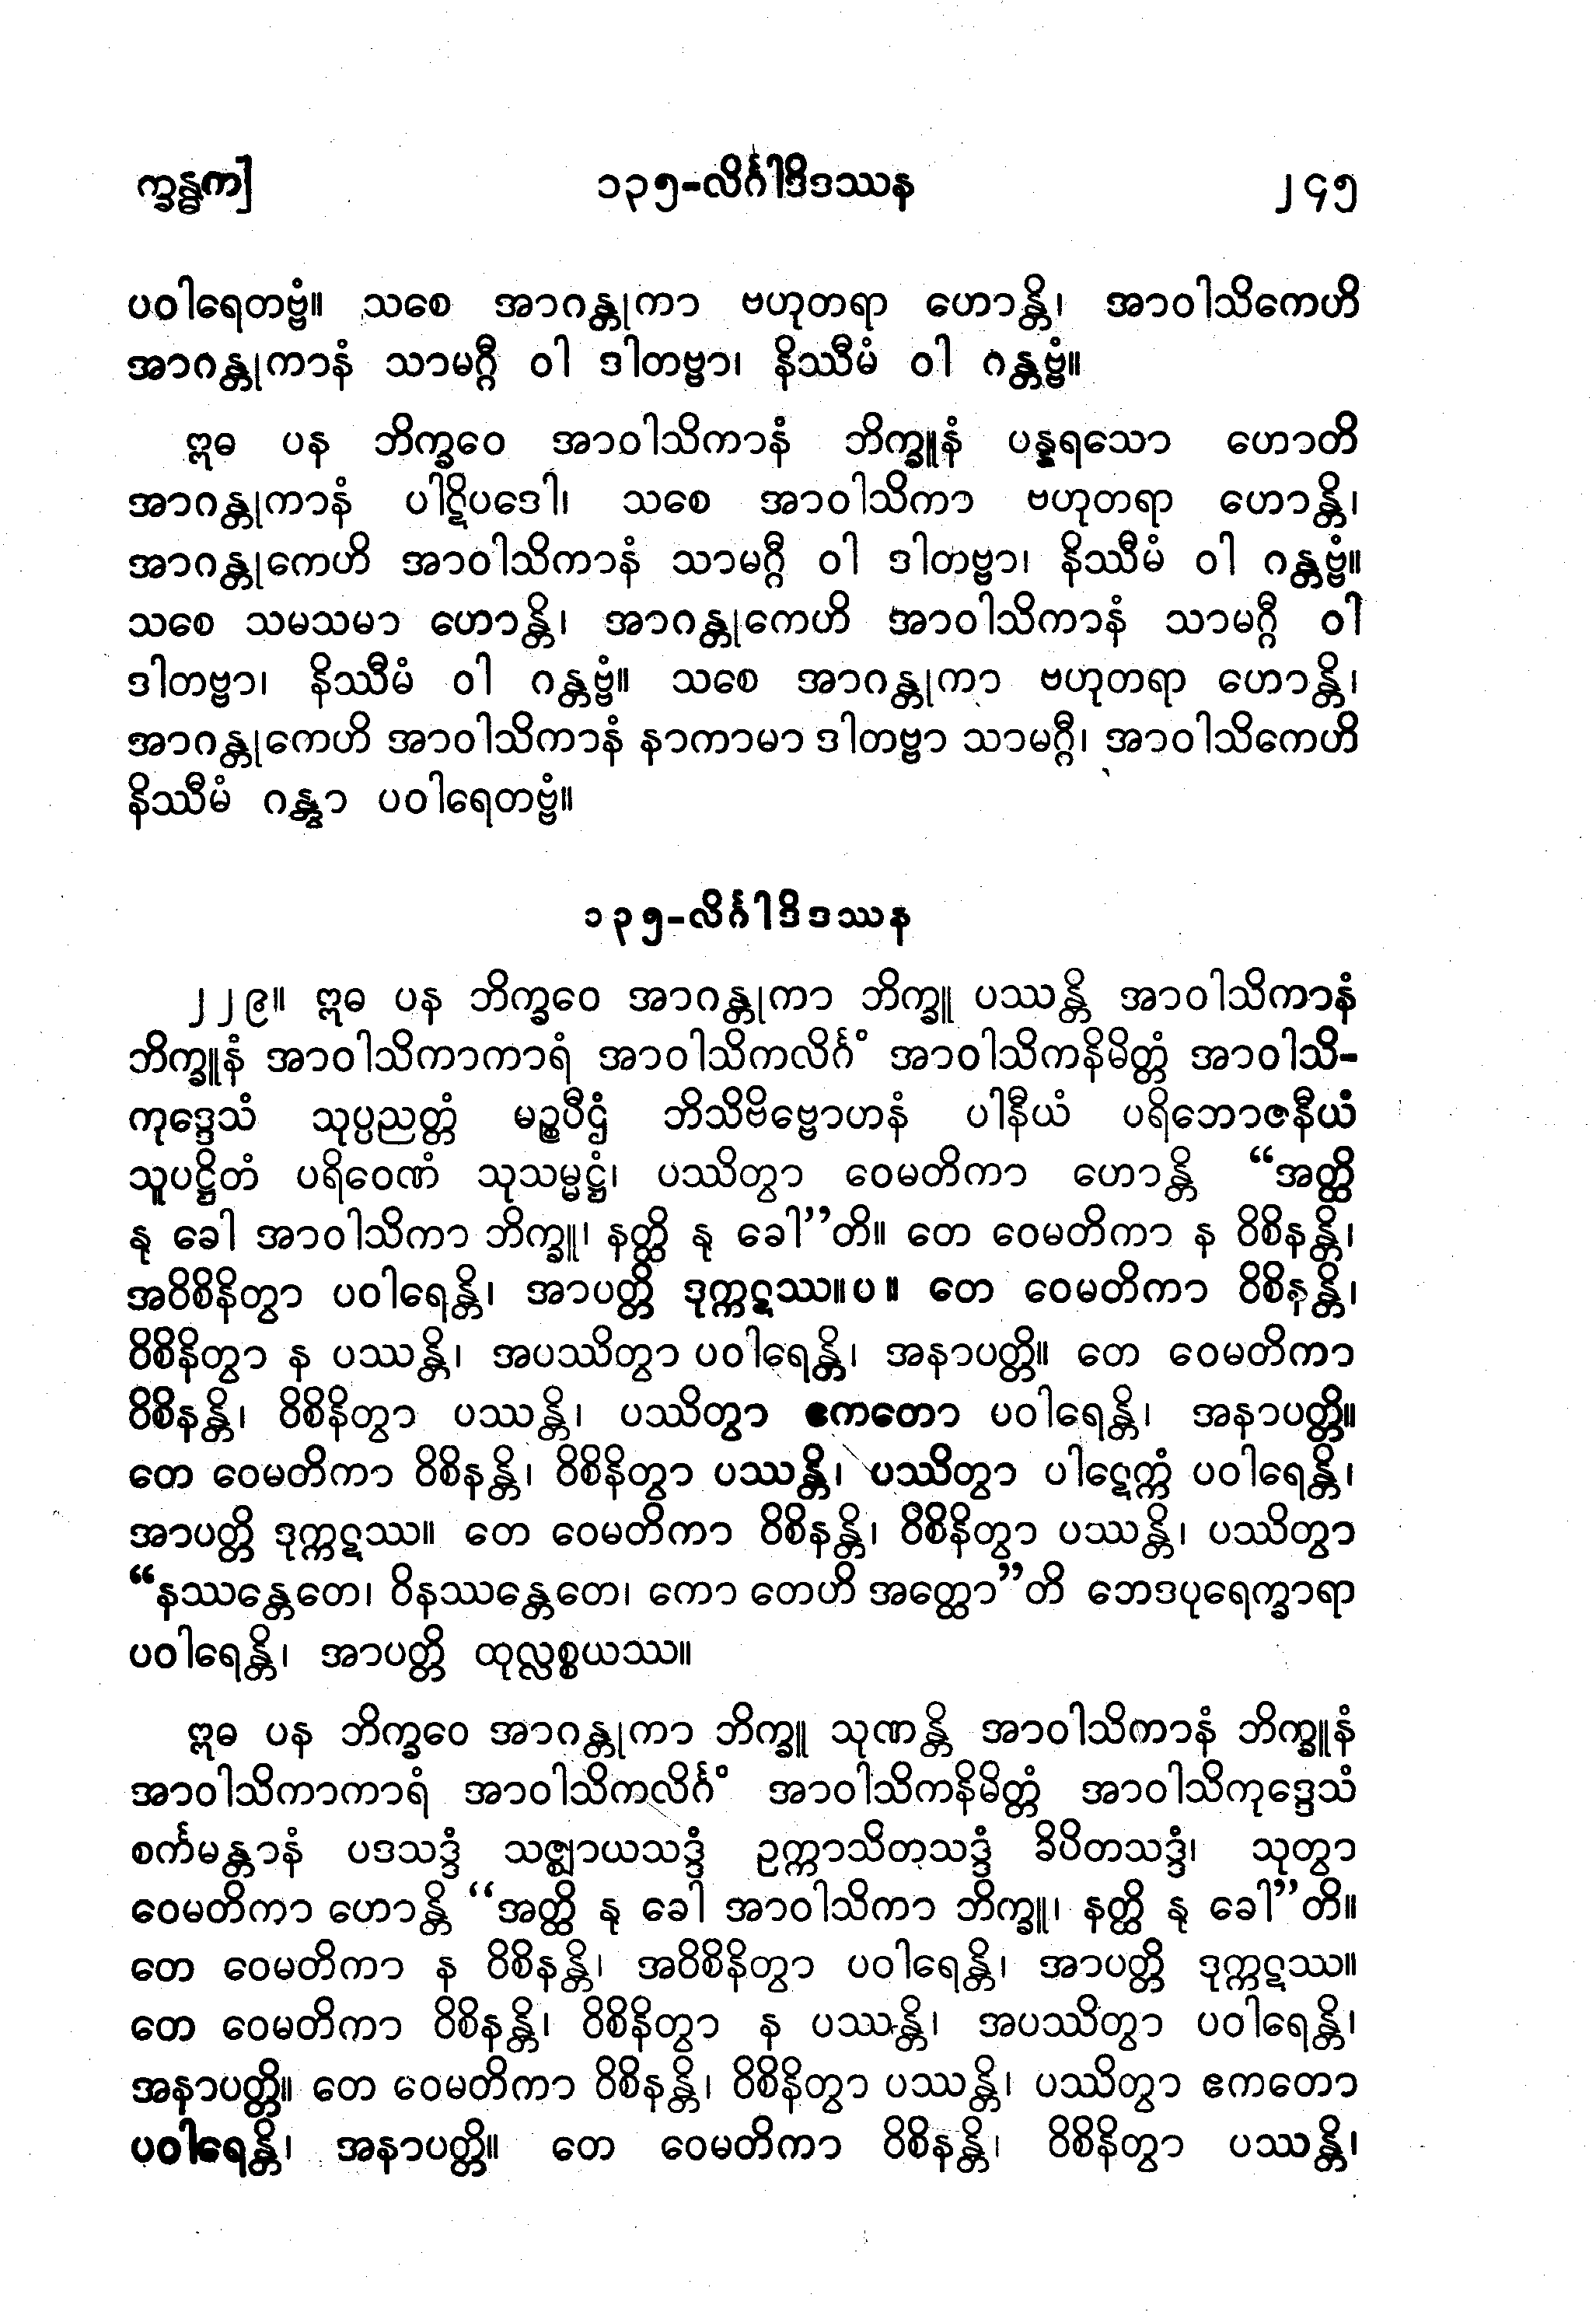 က္ခန္ဓက] ၁၃၅-လိင်္ဂါဒိဒဿန ၂၄၅
ပဝါရေတဗ္ဗံ။ သစေ အာဂန္တုကာ ဗဟုတရာ ဟောန္တိ၊ အာဝါသိကေဟိ
အာဂန္တုကာနံ သာမဂ္ဂီ ဝါ ဒါတဗ္ဗာ၊ နိဿီမံ ဝါ ဂန္တဗ္ဗံ။
ဣဓ ပန ဘိက္ခဝေ အာဝါသိကာနံ ဘိက္ခူနံ ပန္နရသော ဟောတိ
အာဂန္တုကာနံ ပါဋိပဒေါ၊ သစေ အာဝါသိကာ ဗဟုတရာ ဟောန္တိ၊
အာဂန္တုကေဟိ အာဝါသိကာနံ သာမဂ္ဂီ ဝါ ဒါတဗ္ဗာ၊ နိဿီမံ ဝါ ဂန္တဗ္ဗံ။
သစေ သမသမာ ဟောန္တိ၊ အာဂန္တုကေဟိ အာဝါသိကာနံ သာမဂ္ဂီ ဝါ
ဒါတဗ္ဗာ၊ နိဿီမံ ဝါ ဂန္တဗ္ဗံ။ သစေ အာဂန္တုကာ ဗဟုတရာ ဟောန္တိ၊
အာဂန္တုကေဟိ အာဝါသိကာနံ နာကာမာ ဒါတဗ္ဗာ သာမဂ္ဂီ၊ အာဝါသိကေဟိ
နိဿီမံ ဂန္တွာ ပဝါရေတဗ္ဗံ။
၁၃၅-လိင်္ဂါဒိဒဿန
၂၂၉။ ဣဓ ပန ဘိက္ခဝေ အာဂန္တုကာ ဘိက္ခူ ပဿန္တိ အာဝါသိကာနံ
ဘိက္ခူနံ အာဝါသိကာကာရံ အာဝါသိကလိင်္ဂံ အာဝါသိကနိမိတ္တံ အာဝါသိ-
ကုဒ္ဒေသံ သုပ္ပညတ္တံ မဉ္စပီဌံ ဘိသိဗိဗ္ဗောဟနံ ပါနီယံ ပရိဘောဇနီယံ
သူပဋ္ဌိတံ ပရိဝေဏံ သုသမ္မဋ္ဌံ၊ ပဿိတွာ ဝေမတိကာ ဟောန္တိ “အတ္ထိ
နု ခေါ အာဝါသိကာ ဘိက္ခူ၊ နတ္ထိ နု ခေါ”တိ။ တေ ဝေမတိကာ န ဝိစိနန္တိ၊
အဝိစိနိတွာ ပဝါရေန္တိ၊ အာပတ္တိ ဒုက္ကဋဿ။ပ။ တေ ဝေမတိကာ ဝိစိနန္တိ၊
ဝိစိနိတွာ န ပဿန္တိ၊ အပဿိတွာ ပဝါရေန္တိ၊ အနာပတ္တိ။ တေ ဝေမတိကာ
ဝိစိနန္တိ၊ ဝိစိနိတွာ ပဿန္တိ၊ ပဿိတွာ ဧကတော ပဝါရေန္တိ၊ အနာပတ္တိ။
တေ ဝေမတိကာ ဝိစိနန္တိ၊ ဝိစိနိတွာ ပဿန္တိ၊ ပဿိတွာ ပါဋေက္ကံ ပဝါရေန္တိ၊
အာပတ္တိ ဒုက္ကဋဿ။ တေ ဝေမတိကာ ဝိစိနန္တိ၊ ဝိစိနိတွာ ပဿန္တိ၊ ပဿိတွာ
“နဿန္တေတေ၊ ဝိနဿန္တေတေ၊ ကော တေဟိ အတ္ထော”တိ ဘေဒပုရေက္ခာရာ
ပဝါရေန္တိ၊ အာပတ္တိ ထုလ္လစ္စယဿ။
ဣဓ ပန ဘိက္ခဝေ အာဂန္တုကာ ဘိက္ခူ သုဏန္တိ အာဝါသိကာနံ ဘိက္ခူနံ
အာဝါသိကာကာရံ အာဝါသိကလိင်္ဂံ အာဝါသိကနိမိတ္တံ အာဝါသိကုဒ္ဒေသံ
စင်္ကမန္တာနံ ပဒသဒ္ဒံ သဇ္ဈာယသဒ္ဒံ ဥက္ကာသိတသဒ္ဒံ ခိပိတသဒ္ဒံ၊ သုတွာ
ဝေမတိကာ ဟောန္တိ “အတ္ထိ နု ခေါ အာဝါသိကာ ဘိက္ခူ၊ နတ္ထိ နု ခေါ”တိ။
တေ ဝေမတိကာ န ဝိစိနန္တိ၊ အဝိစိနိတွာ ပဝါရေန္တိ၊ အာပတ္တိ ဒုက္ကဋဿ။
တေ ဝေမတိကာ ဝိစိနန္တိ၊ ဝိစိနိတွာ န ပဿန္တိ၊ အပဿိတွာ ပဝါရေန္တိ၊
အနာပတ္တိ။ တေ ဝေမတိကာ ဝိစိနန္တိ၊ ဝိစိနိတွာ ပဿန္တိ၊ ပဿိတွာ ဧကတော
ပဝါရေန္တိ၊ အနာပတ္တိ။ တေ ဝေမတိကာ ဝိစိနန္တိ၊ ဝိစိနိတွာ ပဿန္တိ၊